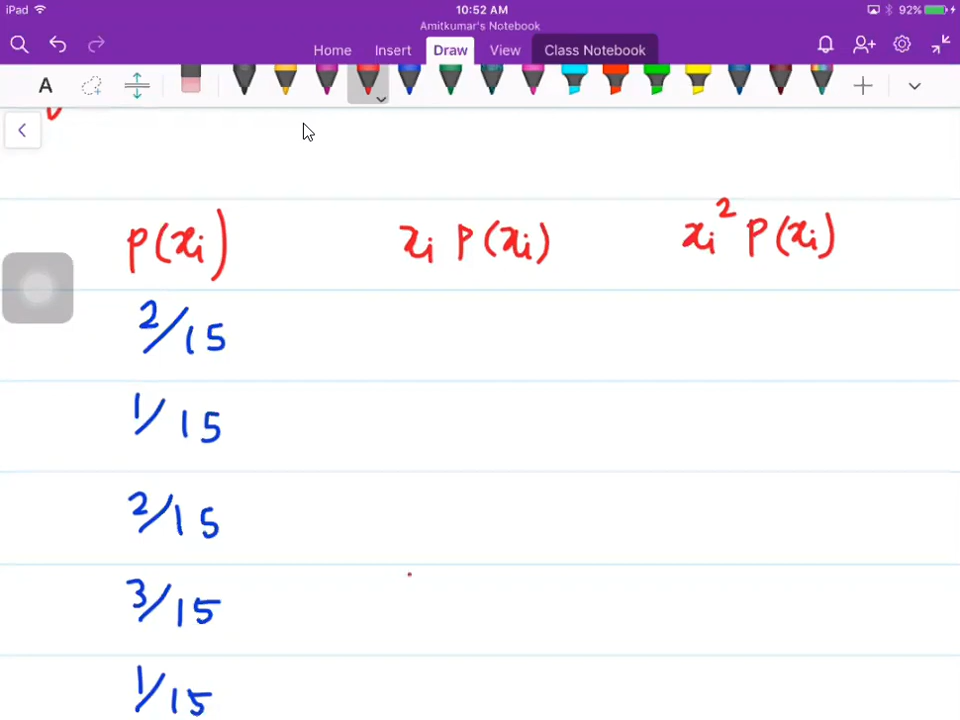 iPad 10:52 AM 92%
Amitkumar's Notebook
Home Insert Draw View Class Notebook
A
p(xi) xi p(xi) xi² p(xi)
2/15
1/15
2/15
3/15
1/15